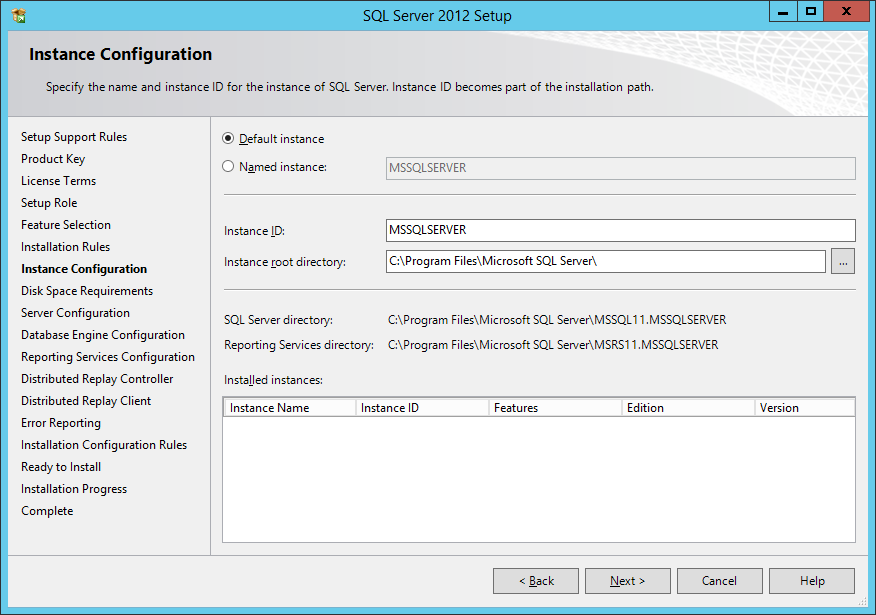 SQL Server 2012 Setup
Instance Configuration
Specify the name and instance ID for the instance of SQL Server. Instance ID becomes part of the installation path.
Setup Support Rules
Product Key
License Terms
Setup Role
Feature Selection
Installation Rules
Instance Configuration
Disk Space Requirements
Server Configuration
Database Engine Configuration
Reporting Services Configuration
Distributed Replay Controller
Distributed Replay Client
Error Reporting
Installation Configuration Rules
Ready to Install
Installation Progress
Complete
Default instance
Named instance: MSSQLSERVER
Instance ID: MSSQLSERVER
Instance root directory: C:\Program Files\Microsoft SQL Server\ ...
SQL Server directory: C:\Program Files\Microsoft SQL Server\MSSQL11.MSSQLSERVER
Reporting Services directory: C:\Program Files\Microsoft SQL Server\MSRS11.MSSQLSERVER
Installed instances:
Instance Name Instance ID Features Edition Version
< Back Next > Cancel Help